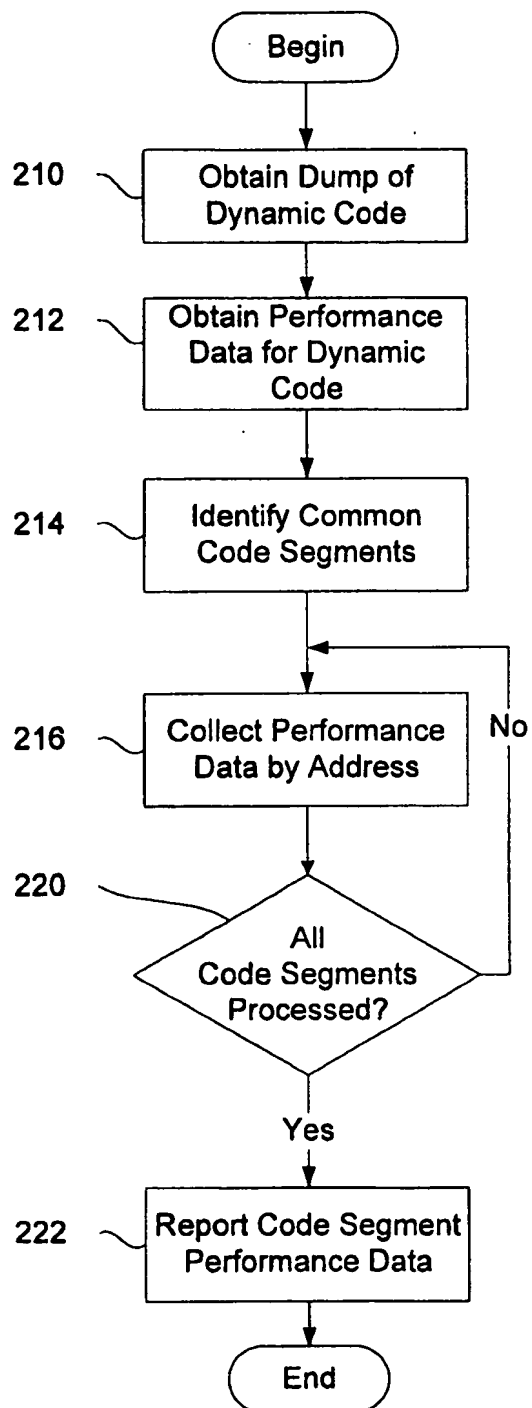 Begin
210
Obtain Dump of
Dynamic Code
212
Obtain Performance
Data for Dynamic
Code
214
Identify Common
Code Segments
216
Collect Performance
Data by Address
No
220
All
Code Segments
Processed?
Yes
222
Report Code Segment
Performance Data
End